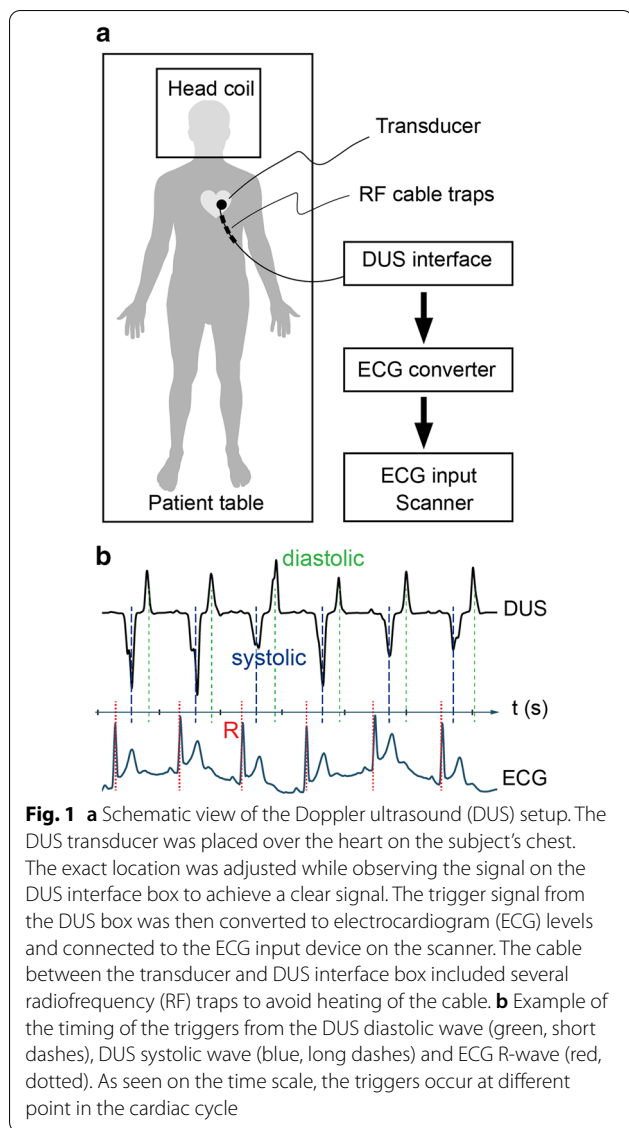 a
Head coil
Transducer
RF cable traps
DUS interface
ECG converter
ECG input
Scanner
Patient table
b
diastolic
DUS
systolic
t (s)
R
ECG
Fig. 1 a Schematic view of the Doppler ultrasound (DUS) setup. The
DUS transducer was placed over the heart on the subject's chest.
The exact location was adjusted while observing the signal on the
DUS interface box to achieve a clear signal. The trigger signal from
the DUS box was then converted to electrocardiogram (ECG) levels
and connected to the ECG input device on the scanner. The cable
between the transducer and DUS interface box included several
radiofrequency (RF) traps to avoid heating of the cable. b Example of
the timing of the triggers from the DUS diastolic wave (green, short
dashes), DUS systolic wave (blue, long dashes) and ECG R-wave (red,
dotted). As seen on the time scale, the triggers occur at different
point in the cardiac cycle